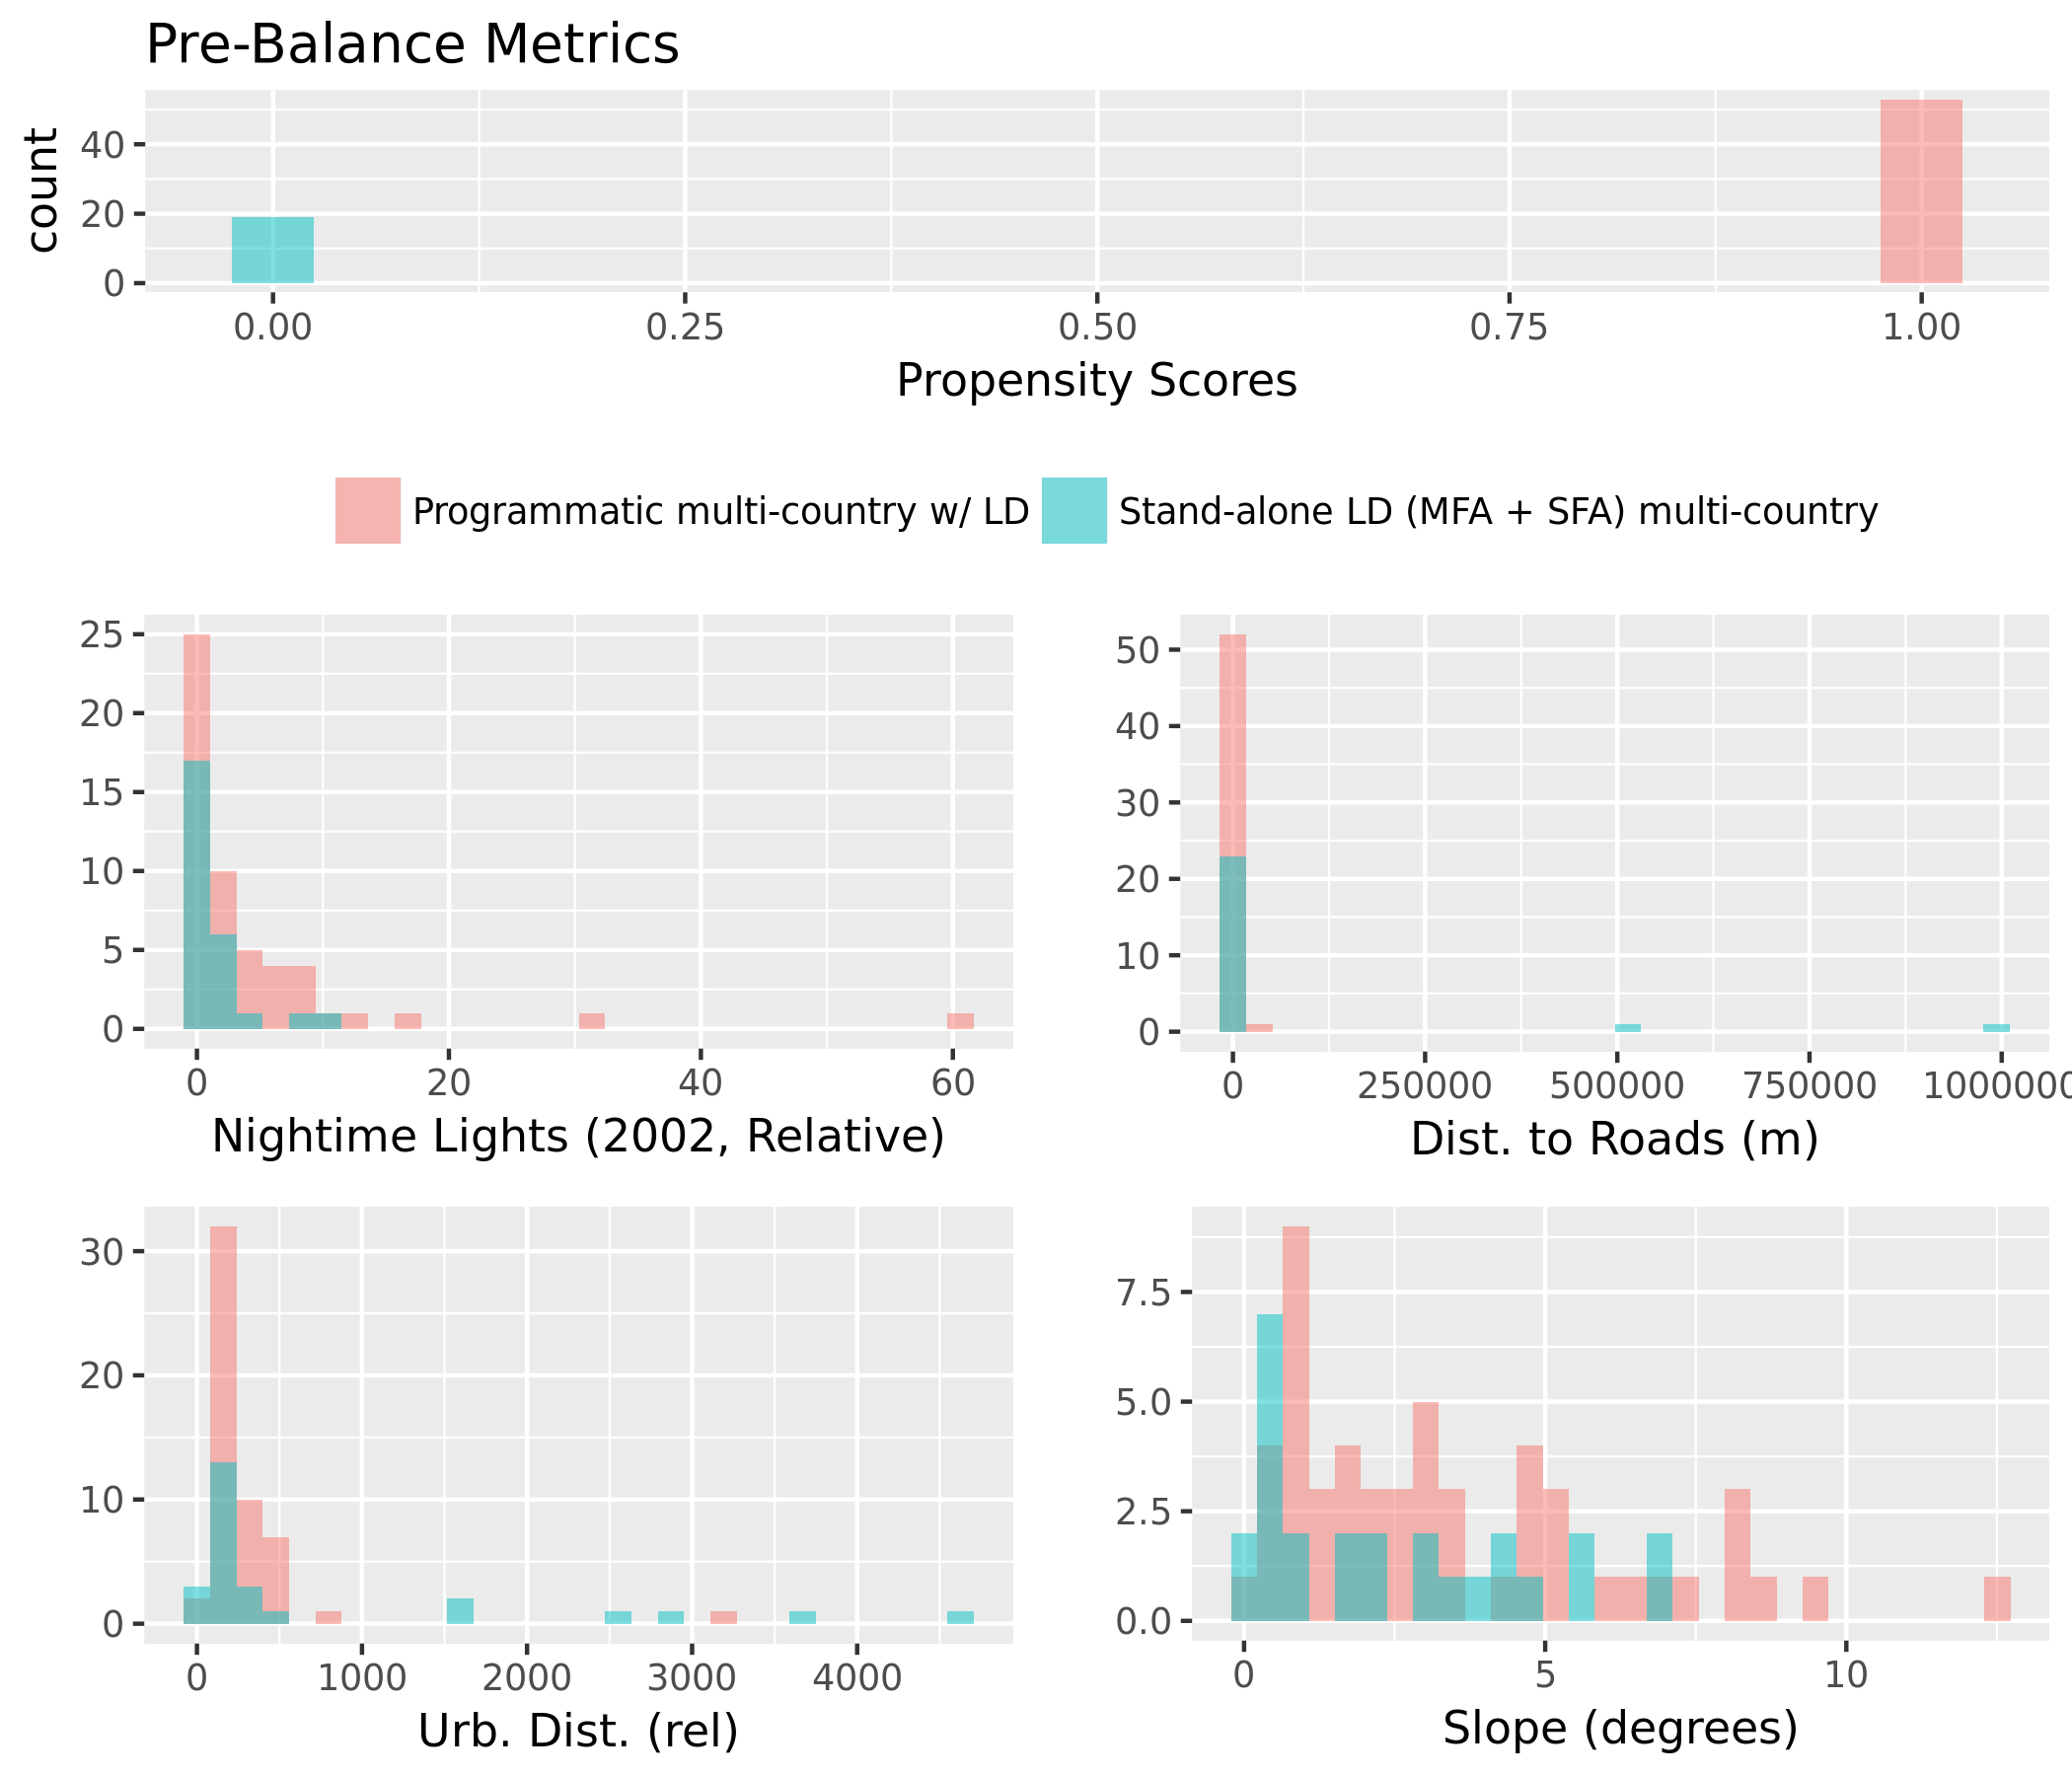 Pre-Balance Metrics
count
40
20
0
0.00 0.25 0.50 0.75 1.00
Propensity Scores
Programmatic multi-country w/ LD Stand-alone LD (MFA + SFA) multi-country
25
20
15
10
5
0
0 20 40 60
Nightime Lights (2002, Relative)
50
40
30
20
10
0
0 250000 500000 750000 1000000
Dist. to Roads (m)
30
20
10
0
0 1000 2000 3000 4000
Urb. Dist. (rel)
7.5
5.0
2.5
0.0
0 5 10
Slope (degrees)